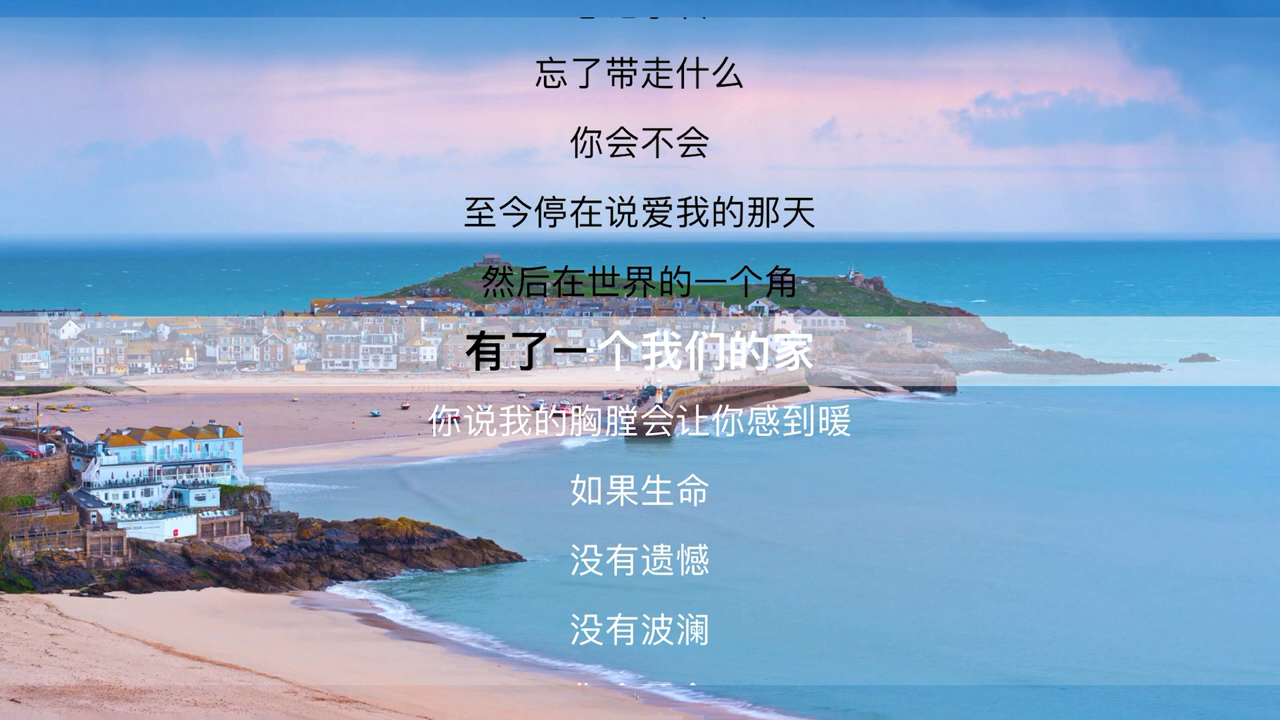 忘了带走什么
你会不会
至今停在说爱我的那天
然后在世界的一个角
有了一个我们的家
你说我的胸膛会让你感到暖
如果生命
没有遗憾
没有波澜